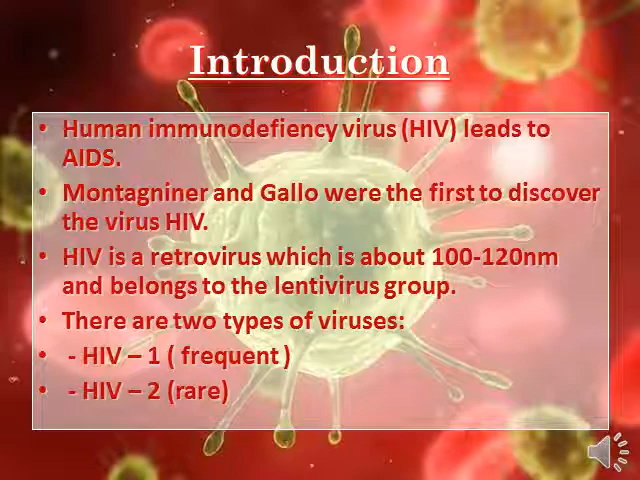 Introduction
• Human immunodefiency virus (HIV) leads to
AIDS.
• Montagniner and Gallo were the first to discover
the virus HIV.
• HIV is a retrovirus which is about 100-120nm
and belongs to the lentivirus group.
• There are two types of viruses:
• - HIV – 1 ( frequent )
• - HIV – 2 (rare)